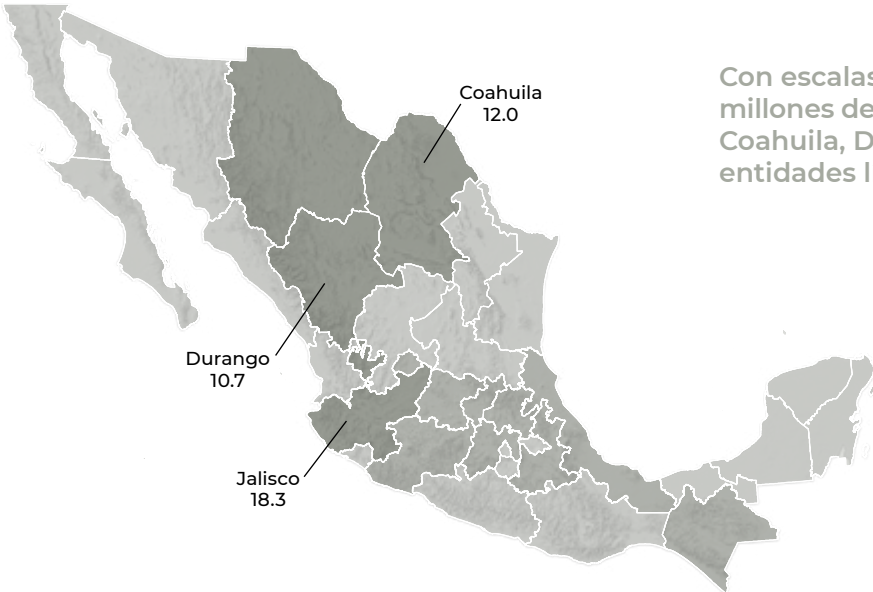 Coahuila
12.0
Con escalas
millones de
Coahuila, D
entidades l
Durango
10.7
Jalisco
18.3